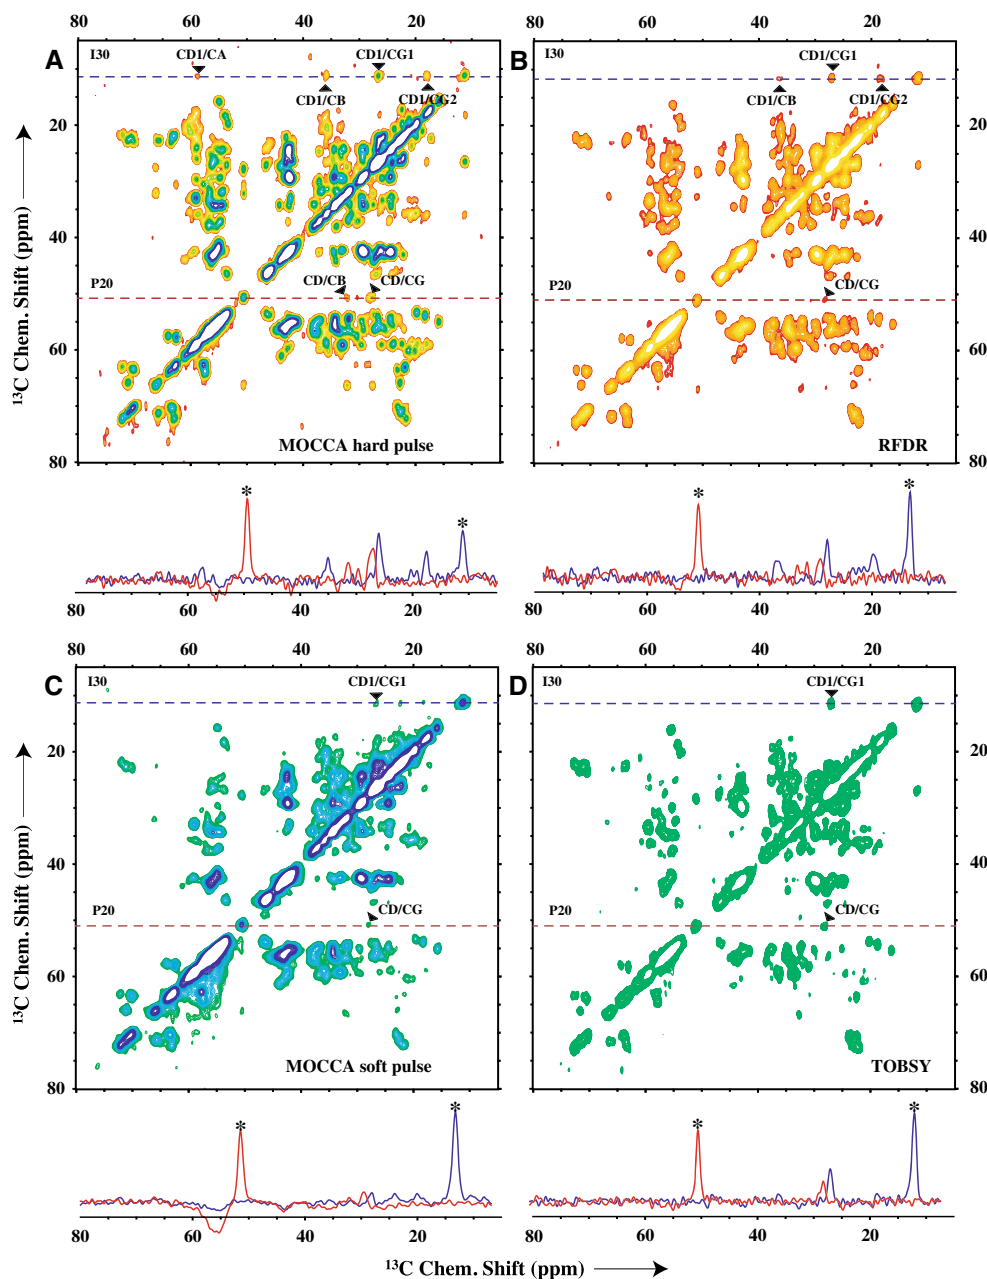 80 60 40 20 80 60 40 20
A I30 CD1/CA CD1/CG1 B I30 CD1/CG1
CD1/CB CD1/CG2 CD1/CB CD1/CG2
20 20
13C Chem. Shift (ppm)
40 40
P20 CD/CB CD/CG P20 CD/CG
60 60
MOCCA hard pulse RFDR
80 80
* * * *
80 60 40 20 80 60 40 20
80 60 40 20 80 60 40 20
C I30 CD1/CG1 D I30 CD1/CG1
20 20
13C Chem. Shift (ppm)
40 40
P20 CD/CG P20 CD/CG
60 60
MOCCA soft pulse TOBSY
80 80
* * * *
80 60 40 20 80 60 40 20
13C Chem. Shift (ppm)